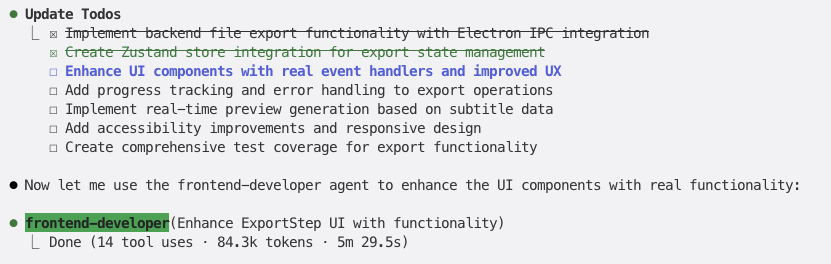 ● Update Todos
⎿ ☒ Implement backend file export functionality with Electron IPC integration
☒ Create Zustand store integration for export state management
☐ Enhance UI components with real event handlers and improved UX
☐ Add progress tracking and error handling to export operations
☐ Implement real-time preview generation based on subtitle data
☐ Add accessibility improvements and responsive design
☐ Create comprehensive test coverage for export functionality
● Now let me use the frontend-developer agent to enhance the UI components with real functionality:
● frontend-developer(Enhance ExportStep UI with functionality)
⎿ Done (14 tool uses · 84.3k tokens · 5m 29.5s)